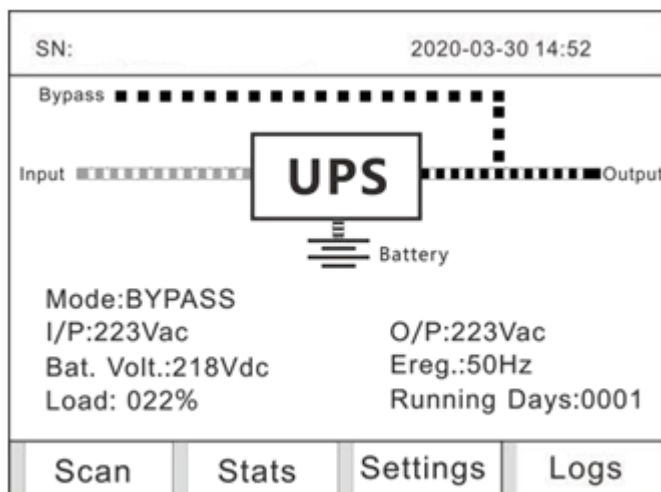 SN: 2020-03-30 14:52
Bypass
Input UPS Output
Battery
Mode:BYPASS
I/P:223Vac O/P:223Vac
Bat. Volt.:218Vdc Ereg.:50Hz
Load: 022% Running Days:0001
Scan Stats Settings Logs